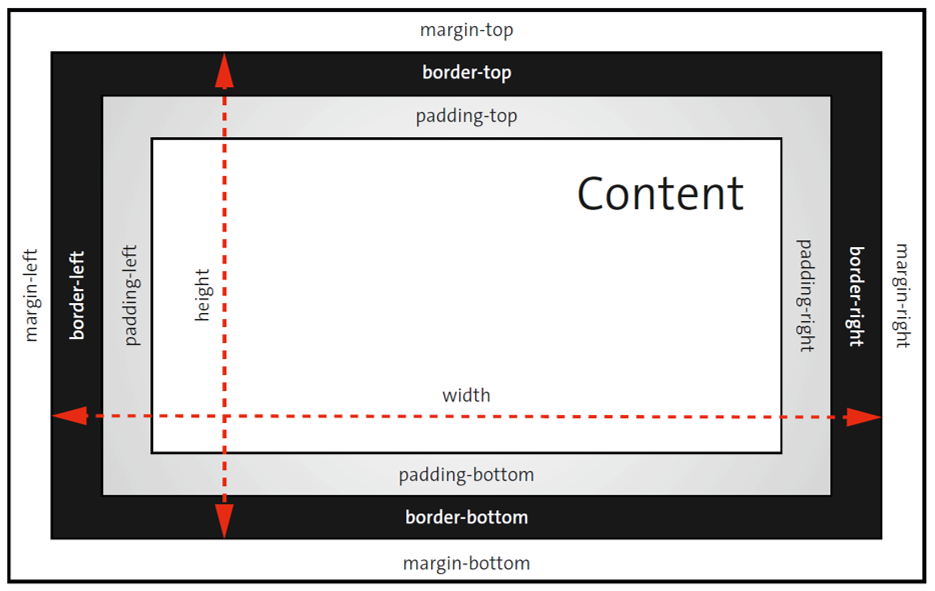 margin-top
border-top
padding-top
Content
margin-left
border-left
padding-left
height
padding-right
border-right
margin-right
width
padding-bottom
border-bottom
margin-bottom